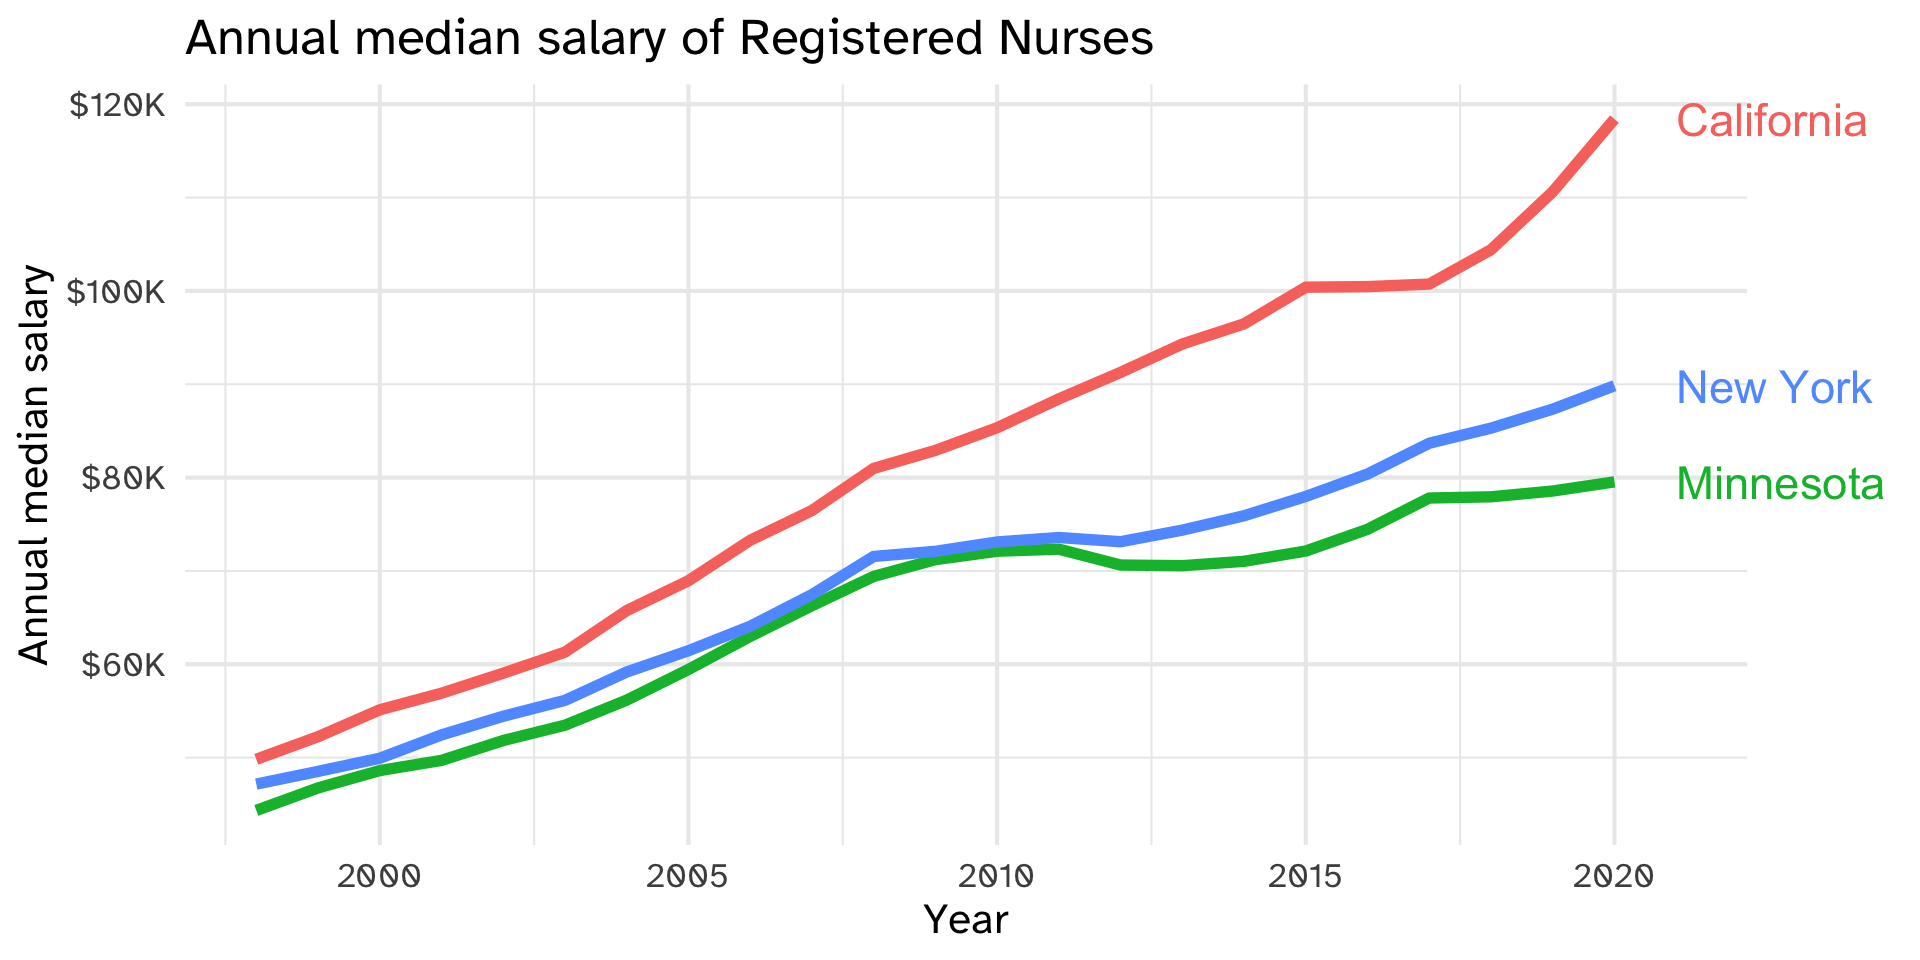 Annual median salary of Registered Nurses
$120K
$100K
$80K
$60K
Annual median salary
California
New York
Minnesota
2000
2005
2010
2015
2020
Year